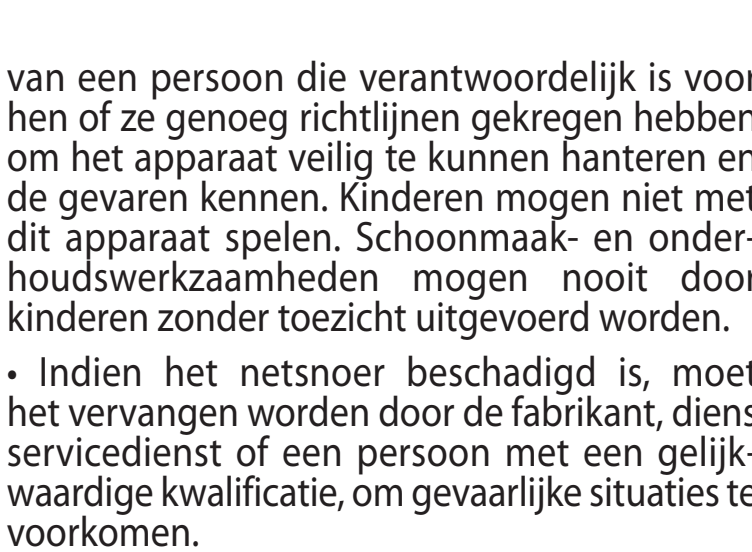 van een persoon die verantwoordelijk is voor
hen of ze genoeg richtlijnen gekregen hebben
om het apparaat veilig te kunnen hanteren en
de gevaren kennen. Kinderen mogen niet met
dit apparaat spelen. Schoonmaak- en onder-
houdswerkzaamheden mogen nooit door
kinderen zonder toezicht uitgevoerd worden.
• Indien het netsnoer beschadigd is, moet
het vervangen worden door de fabrikant, diens
servicedienst of een persoon met een gelijk-
waardige kwalificatie, om gevaarlijke situaties te
voorkomen.